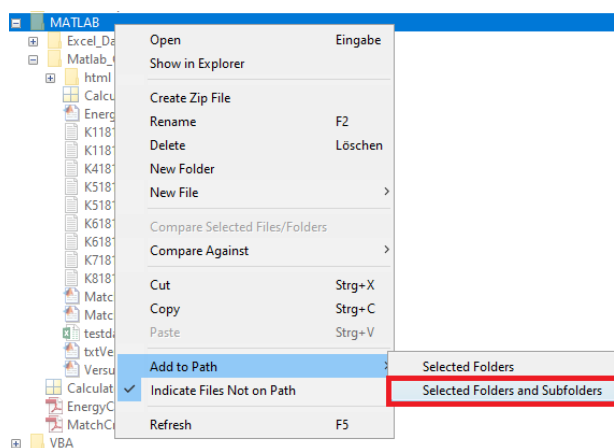 MATLAB
Excel_Da
Matlab_
html
Calcu
Energ
K118
K118
K418
K518
K518
K618
K618
K718
K818
Matc
Matc
testda
txtVe
Versu
Calculat
EnergyC
MatchCr
VBA
Open Eingabe
Show in Explorer
Create Zip File
Rename F2
Delete Löschen
New Folder
New File
Compare Selected Files/Folders
Compare Against
Cut Strg+X
Copy Strg+C
Paste Strg+V
Add to Path
Indicate Files Not on Path
Refresh F5
Selected Folders
Selected Folders and Subfolders